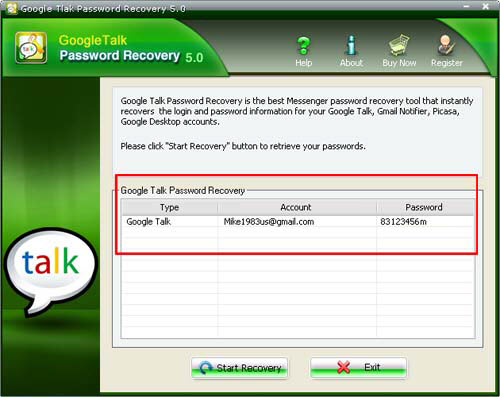 Google Tlak Password Recovery 5.0
GoogleTalk
Password Recovery 5.0
Help
About
Buy Now
Register
Google Talk Password Recovery is the best Messenger password recovery tool that instantly
recovers the login and password information for your Google Talk, Gmail Notifier, Picasa,
Google Desktop accounts.
Please click "Start Recovery" button to retrieve your passwords.
Google Talk Password Recovery
Type Account Password
Google Talk Mike1983us@gmail.com 83123456m
talk
Start Recovery
Exit